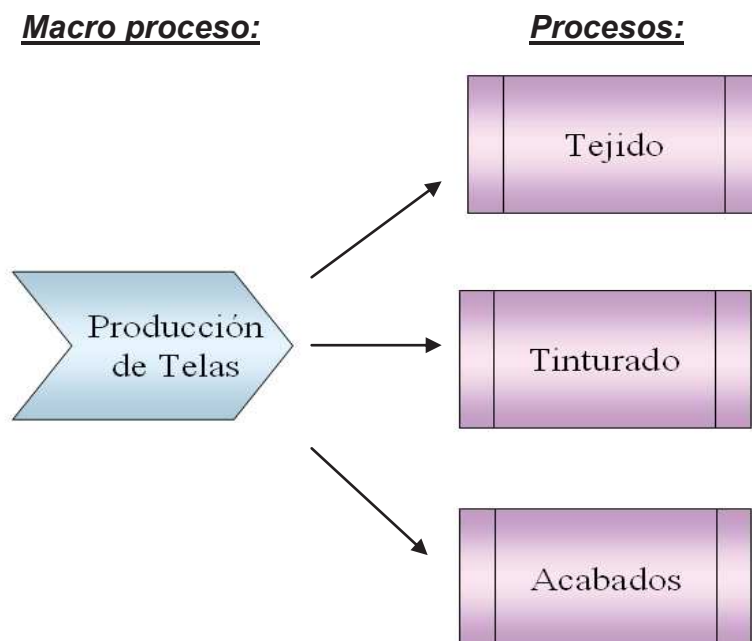 Macro proceso:
Procesos:
Tejido
Producción
de Telas
Tinturado
Acabados